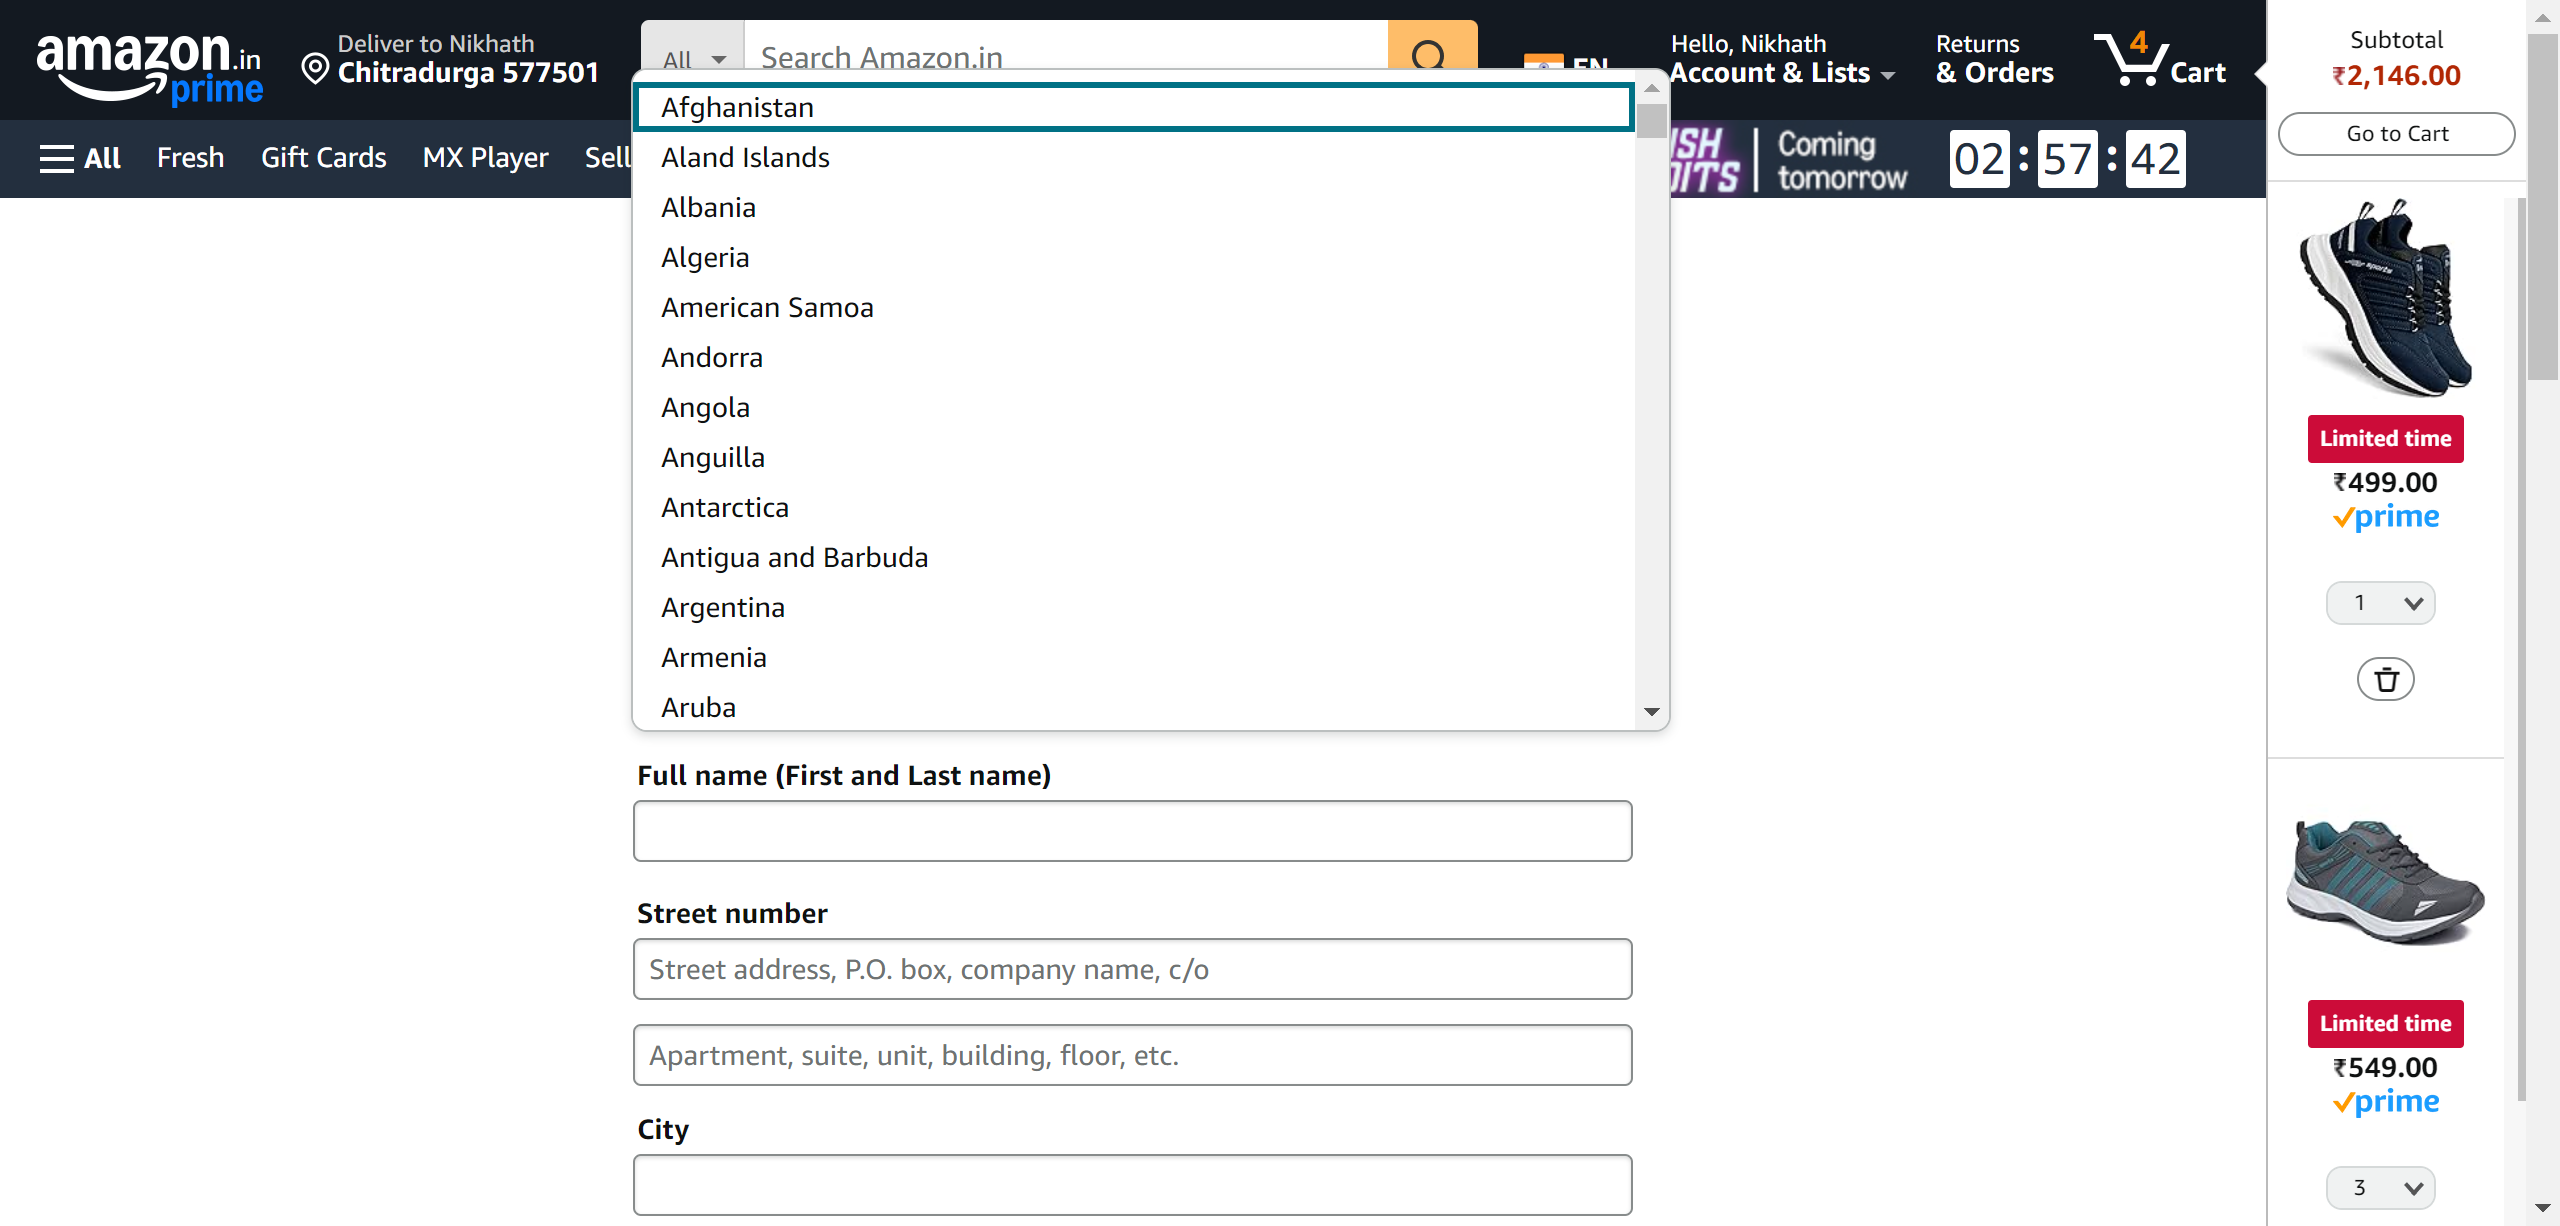 amazon.in
prime
Deliver to Nikhath
Chitradurga 577501
All
Search Amazon.in
EN
Hello, Nikhath
Account & Lists
Returns
& Orders
4
Cart
Subtotal
₹2,146.00
Go to Cart
All
Fresh
Gift Cards
MX Player
Sell
Coming
tomorrow
02 : 57 : 42
Afghanistan
Aland Islands
Albania
Algeria
American Samoa
Andorra
Angola
Anguilla
Antarctica
Antigua and Barbuda
Argentina
Armenia
Aruba
Full name (First and Last name)
Street number
Street address, P.O. box, company name, c/o
Apartment, suite, unit, building, floor, etc.
City
Limited time
₹499.00
prime
1
Limited time
₹549.00
prime
3